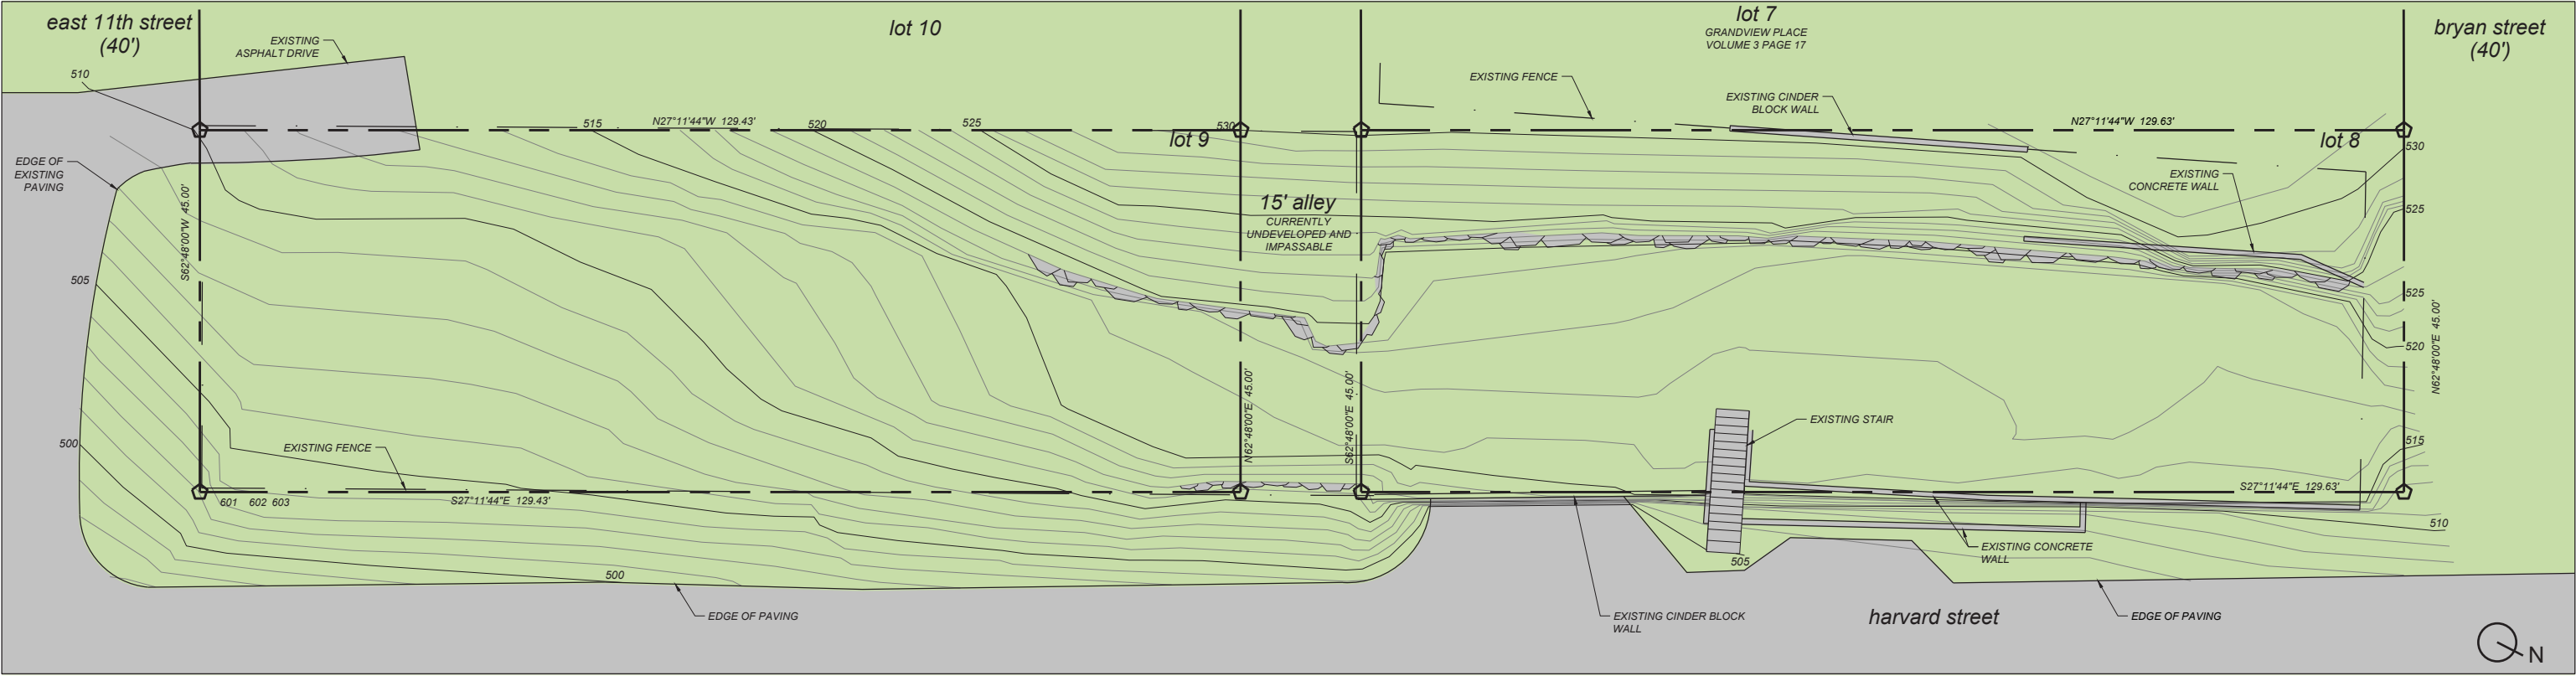 east 11th street
(40')
lot 10
lot 7
GRANDVIEW PLACE
VOLUME 3 PAGE 17
bryan street
(40')
EXISTING
ASPHALT DRIVE
510
EXISTING FENCE
EXISTING CINDER
BLOCK WALL
515
N27°11'44"W 129.43'
520
525
530
N27°11'44"W 129.63'
lot 9
lot 8
530
EDGE OF
EXISTING
PAVING
EXISTING
CONCRETE WALL
S62°48'00"W 45.00'
15' alley
CURRENTLY
UNDEVELOPED AND
IMPASSABLE
525
505
525
520
N62°48'00"E 45.00'
N62°48'00"E 45.00'
S62°48'00"E 45.00'
EXISTING STAIR
500
EXISTING FENCE
515
601 602 603
S27°11'44"E 129.43'
S27°11'44"E 129.63'
510
EXISTING CONCRETE
WALL
505
500
EDGE OF PAVING
EXISTING CINDER BLOCK
WALL
harvard street
EDGE OF PAVING
N